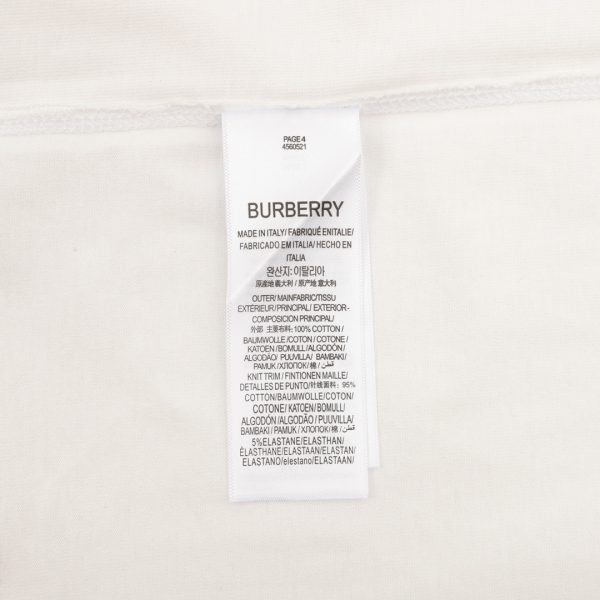 PAGE 4
4560521
BURBERRY
MADE IN ITALY/ FABRIQUÉ ENITALIE/
FABRICADO EM ITALIA/ HECHO EN
ITALIA
완산지:이탈리아
原産地 義大利 / 原产地 意大利
OUTER/MAINFABRIC/TISSU
EXTERIEUR/PRINCIPAL/ EXTERIOR-
COMPOSICION PRINCIPAL/
外部 主要布料:100% COTTON/
BAUMWOLLE /COTON / COTONE/
KATOEN / BOMULL/ ALGODÓN/
ALGODÃO/ PUUVILLA/ BAMBAKI/
PAMUK /ХЛОПОК/棉/ قطن/
KNIT TRIM / FINTIONEN MAILLE/
DETALLES DE PUNTO/针线面料: 95%
COTTON/BAUMWOLLE/COTON/
COTONE/ KATOEN/ BOMULL/
ALGODÓN /ALGODÃO / PUUVILLA/
BAMBAKI/ PAMUK / ХЛОПОК/棉/ قطن/
5%ELASTANE/ELASTHAN/
ÉLASTHANE/ELASTAAN/ELASTAN/
ELASTANO/elestano/ELASTAAN/